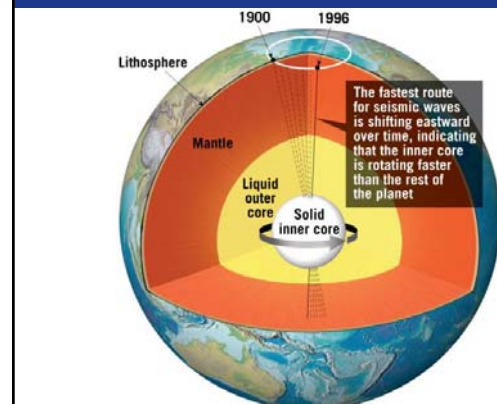 1900
1996
Lithosphere
The fastest route
for seismic waves
is shifting eastward
over time, indicating
that the inner core
is rotating faster
than the rest of
the planet
Mantle
Liquid
outer
core
Solid
inner core